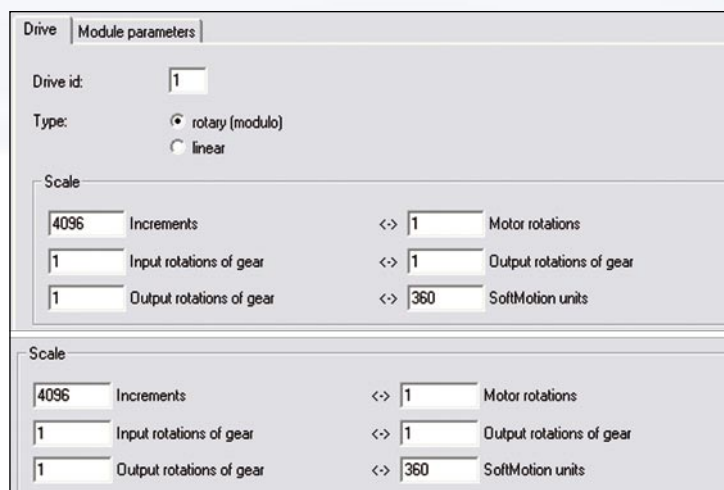 Drive Module parameters
Drive id: 1
Type: rotary (modulo)
linear
Scale
4096 Increments <-> 1 Motor rotations
1 Input rotations of gear <-> 1 Output rotations of gear
1 Output rotations of gear <-> 360 SoftMotion units
Scale
4096 Increments <-> 1 Motor rotations
1 Input rotations of gear <-> 1 Output rotations of gear
1 Output rotations of gear <-> 360 SoftMotion units